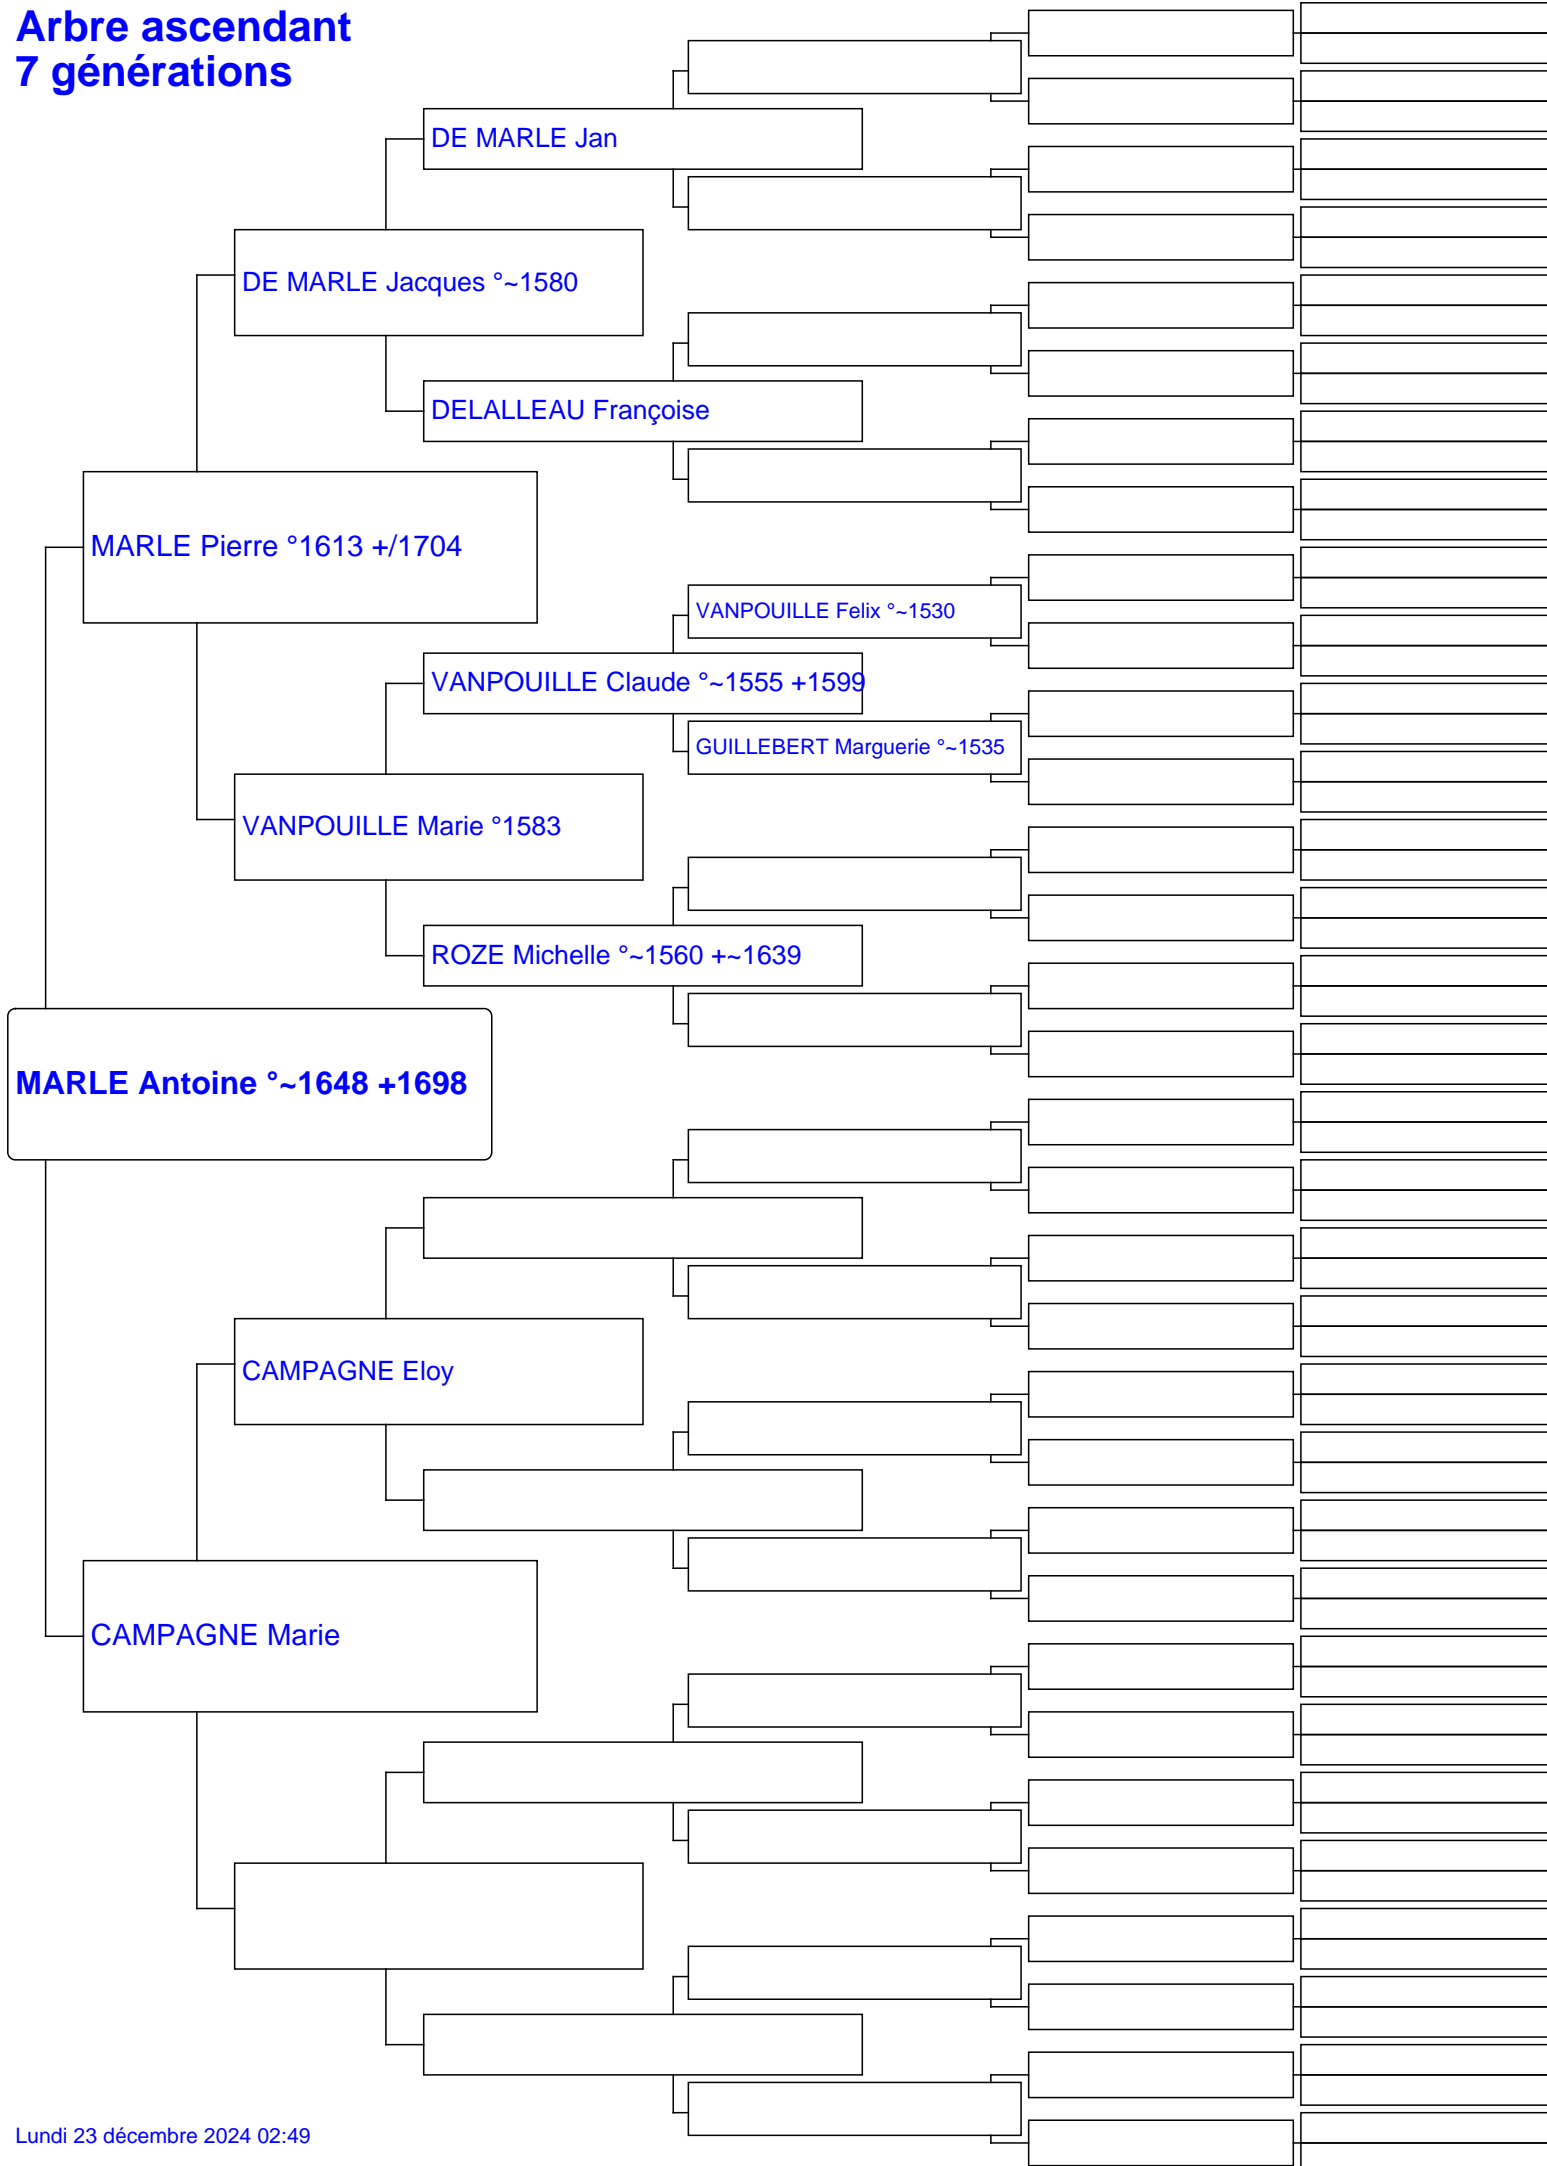 Arbre ascendant
7 générations
DE MARLE Jan
DE MARLE Jacques °~1580
DELALLEAU Françoise
MARLE Pierre °1613 +/1704
VANPOUILLE Felix °~1530
VANPOUILLE Claude °~1555 +1599
GUILLEBERT Marguerie °~1535
VANPOUILLE Marie °1583
ROZE Michelle °~1560 +~1639
MARLE Antoine °~1648 +1698
CAMPAGNE Eloy
CAMPAGNE Marie
Lundi 23 décembre 2024 02:49